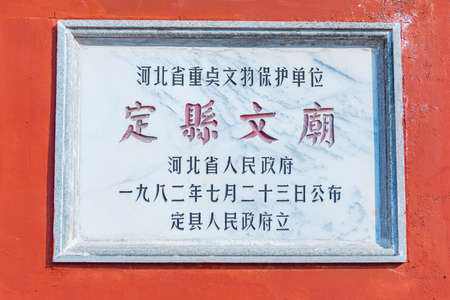 河北省重点文物保护单位
定縣文廟
河北省人民政府
一九八二年七月二十三日公布
定县人民政府立